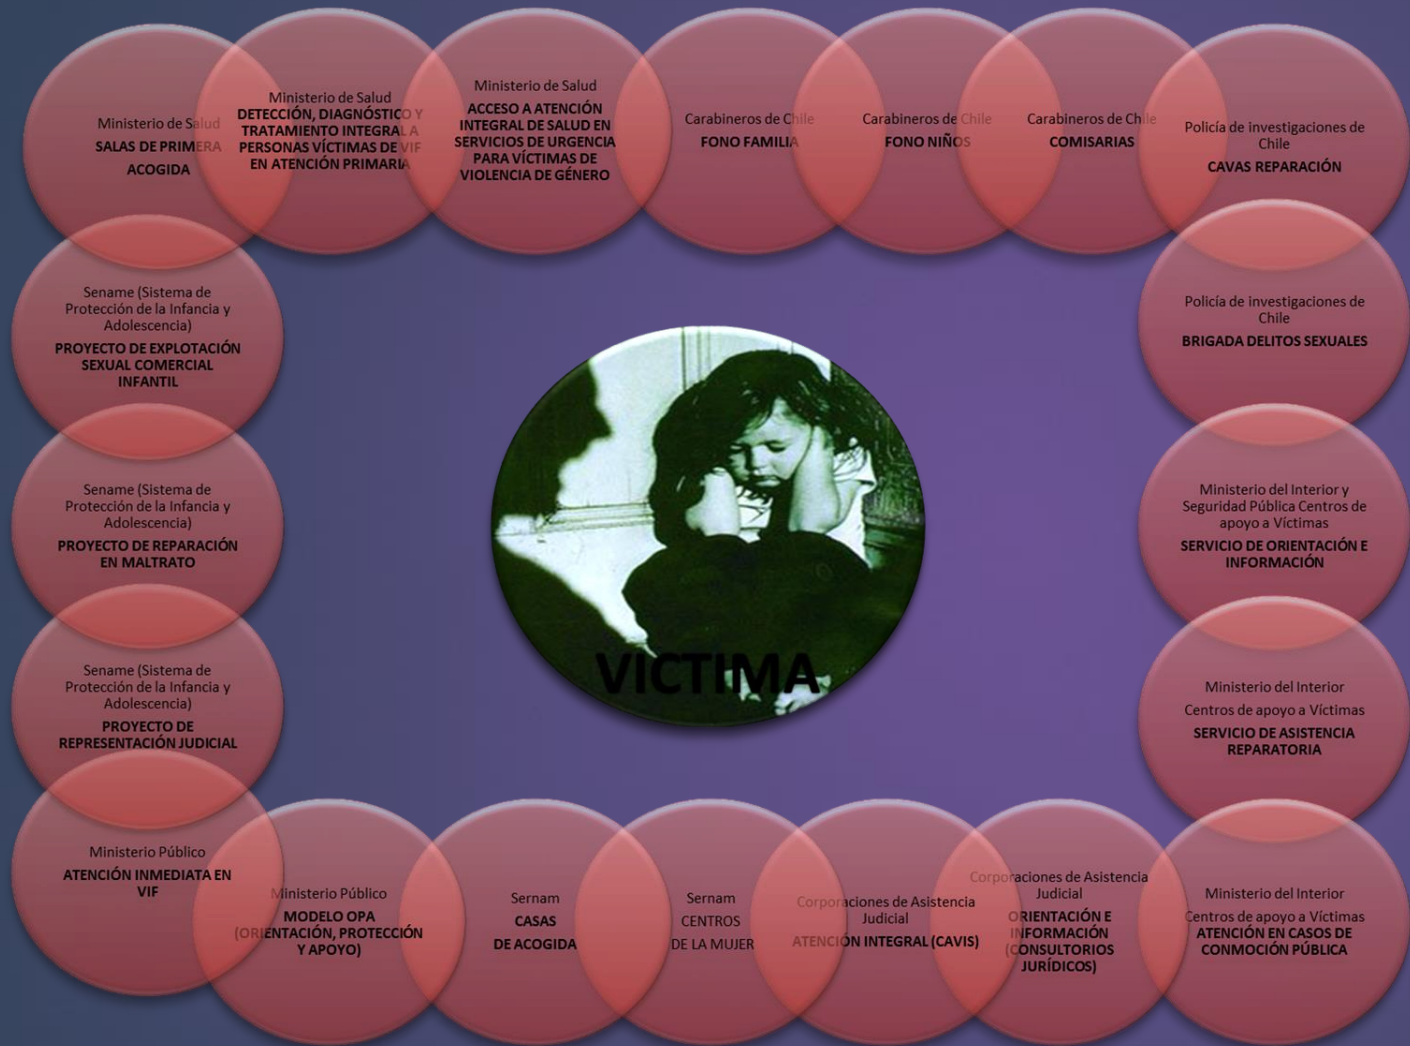 Ministerio de Salud
SALAS DE PRIMERA
ACOGIDA
Ministerio de Salud
DETECCIÓN, DIAGNÓSTICO Y
TRATAMIENTO INTEGRAL A
PERSONAS VÍCTIMAS DE VIF
EN ATENCIÓN PRIMARIA
Ministerio de Salud
ACCESO A ATENCIÓN
INTEGRAL DE SALUD EN
SERVICIOS DE URGENCIA
PARA VÍCTIMAS DE
VIOLENCIA DE GÉNERO
Carabineros de Chile
FONO FAMILIA
Carabineros de Chile
FONO NIÑOS
Carabineros de Chile
COMISARIAS
Policía de investigaciones de
Chile
CAVAS REPARACIÓN
Policía de investigaciones de
Chile
BRIGADA DELITOS SEXUALES
Ministerio del Interior y
Seguridad Pública Centros de
apoyo a Víctimas
SERVICIO DE ORIENTACIÓN E
INFORMACIÓN
Ministerio del Interior
Centros de apoyo a Víctimas
SERVICIO DE ASISTENCIA
REPARATORIA
Ministerio del Interior
Centros de apoyo a Víctimas
ATENCIÓN EN CASOS DE
CONMOCIÓN PÚBLICA
Corporaciones de Asistencia
Judicial
ORIENTACIÓN E
INFORMACIÓN
(CONSULTORIOS
JURÍDICOS)
Corporaciones de Asistencia
Judicial
ATENCIÓN INTEGRAL (CAVIS)
Sernam
CENTROS
DE LA MUJER
Sernam
CASAS
DE ACOGIDA
Ministerio Público
MODELO OPA
(ORIENTACIÓN, PROTECCIÓN
Y APOYO)
Ministerio Público
ATENCIÓN INMEDIATA EN
VIF
Sename (Sistema de
Protección de la Infancia y
Adolescencia)
PROYECTO DE
REPRESENTACIÓN JUDICIAL
Sename (Sistema de
Protección de la Infancia y
Adolescencia)
PROYECTO DE REPARACIÓN
EN MALTRATO
Sename (Sistema de
Protección de la Infancia y
Adolescencia)
PROYECTO DE EXPLOTACIÓN
SEXUAL COMERCIAL
INFANTIL
VICTIMA